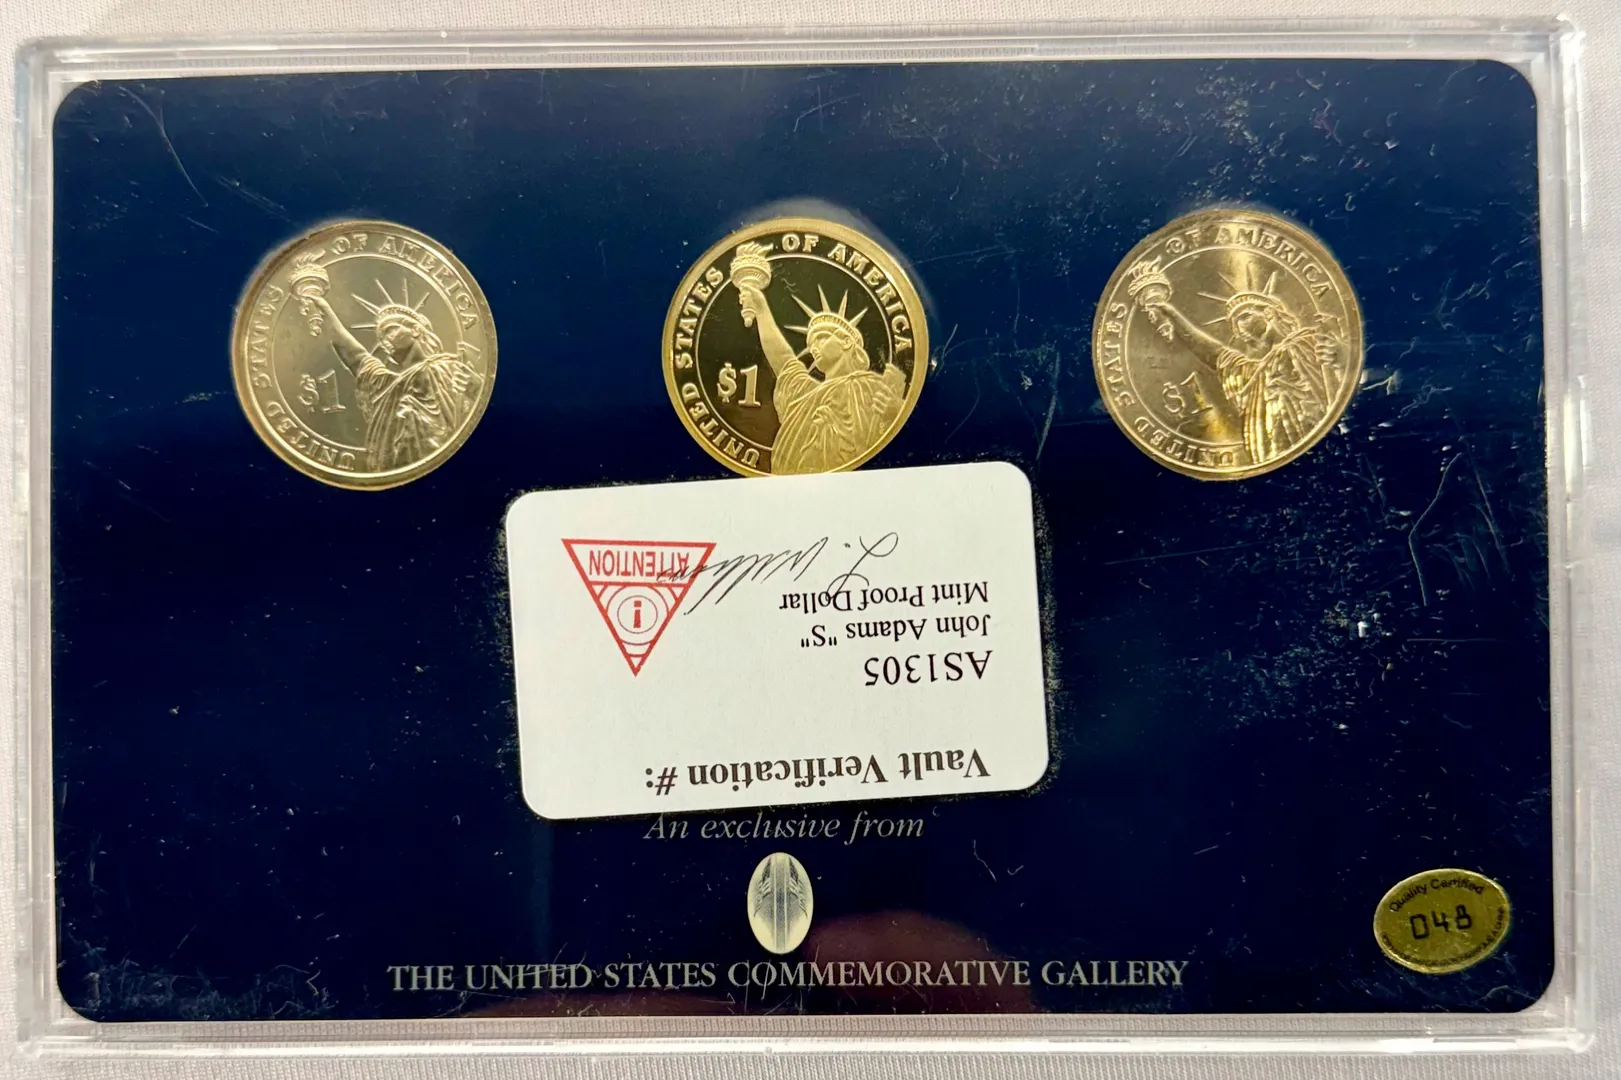 UNITED STATES OF AMERICA
$1
UNITED STATES OF AMERICA
$1
UNITED STATES OF AMERICA
$1
Vault Verification #:
AS1305
John Adams "S"
Mint Proof Dollar
L. Williams
ATTENTION
i
An exclusive from
THE UNITED STATES COMMEMORATIVE GALLERY
Quality Certified
048